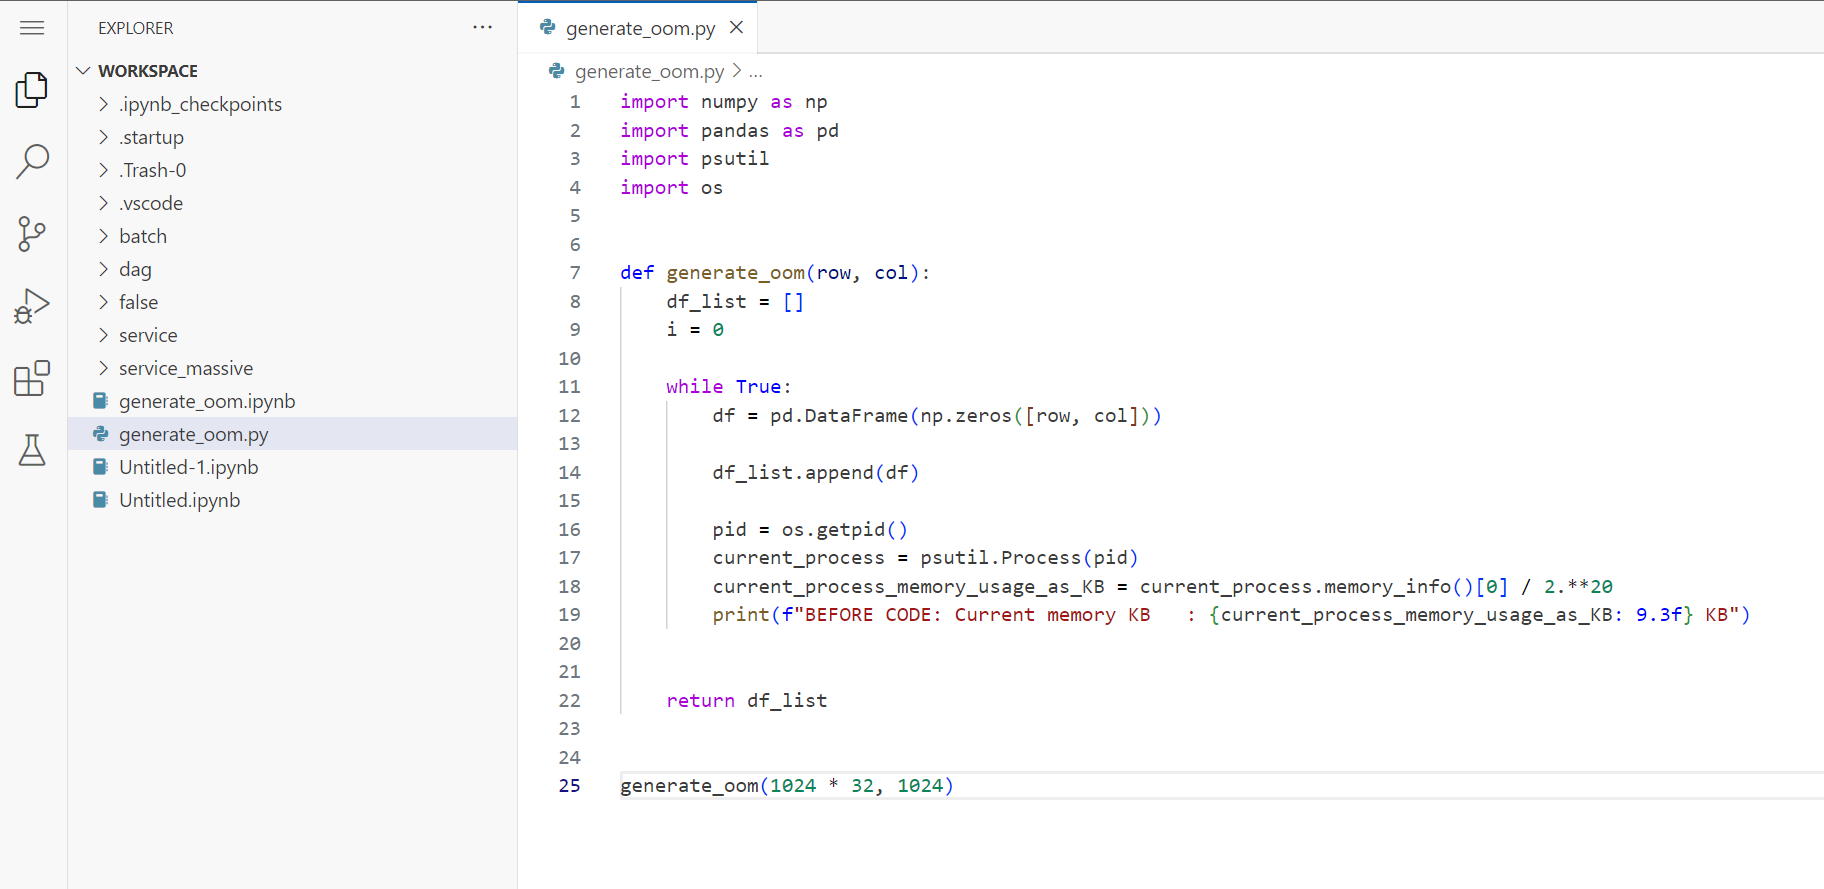 EXPLORER
WORKSPACE
.ipynb_checkpoints
.startup
.Trash-0
.vscode
batch
dag
false
service
service_massive
generate_oom.ipynb
generate_oom.py
Untitled-1.ipynb
Untitled.ipynb
generate_oom.py
generate_oom.py > ...
1 import numpy as np
2 import pandas as pd
3 import psutil
4 import os
5
6
7 def generate_oom(row, col):
8     df_list = []
9     i = 0
10
11     while True:
12         df = pd.DataFrame(np.zeros([row, col]))
13
14         df_list.append(df)
15
16         pid = os.getpid()
17         current_process = psutil.Process(pid)
18         current_process_memory_usage_as_KB = current_process.memory_info()[0] / 2.**20
19         print(f"BEFORE CODE: Current memory KB   : {current_process_memory_usage_as_KB: 9.3f} KB")
20
21
22     return df_list
23
24
25 generate_oom(1024 * 32, 1024)